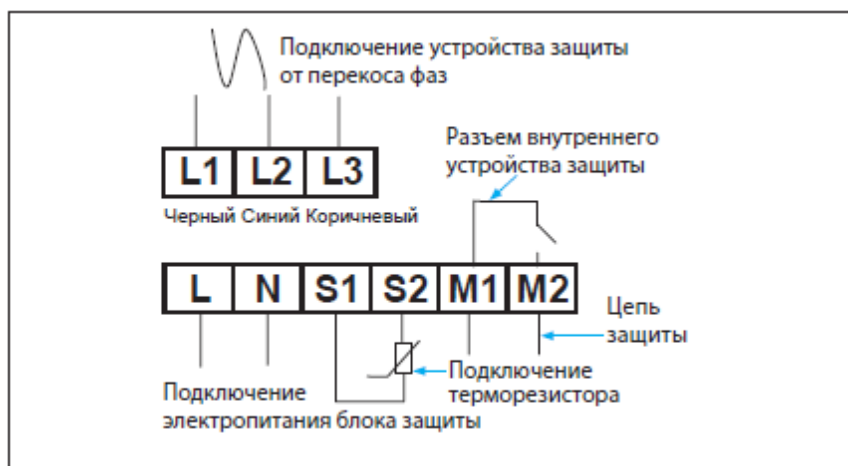 Подключение устройства защиты
от перекоса фаз
Разъем внутреннего
устройства защиты
L1 L2 L3
Черный Синий Коричневый
L N S1 S2 M1 M2
Цепь
защиты
Подключение
терморезистора
Подключение
электропитания блока защиты